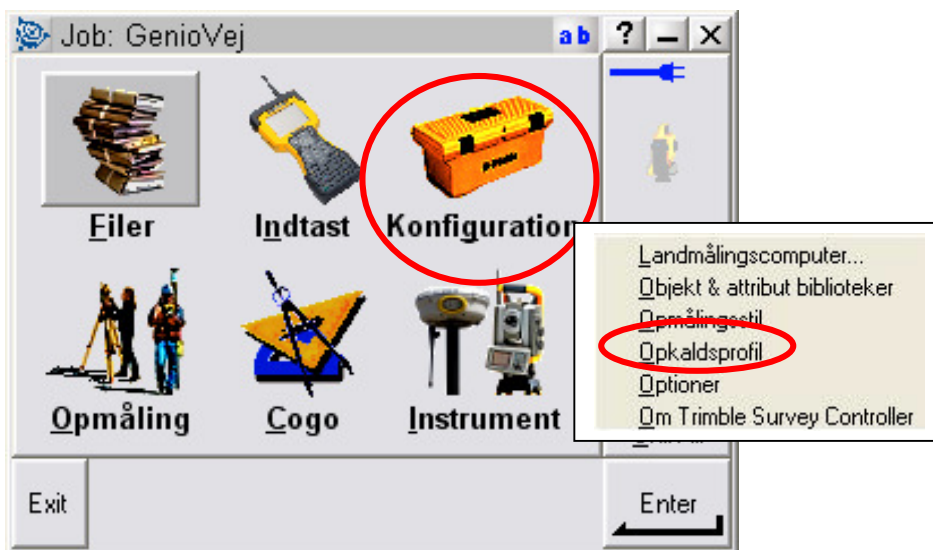 Job: GenioVej ab ? – X
Filer Indtast Konfiguration
Landmålingscomputer...
Objekt & attribut biblioteker
Opmålingsstil
Opkaldsprofil
Optioner
Om Trimble Survey Controller
Opmåling Cogo Instrument
Exit Enter